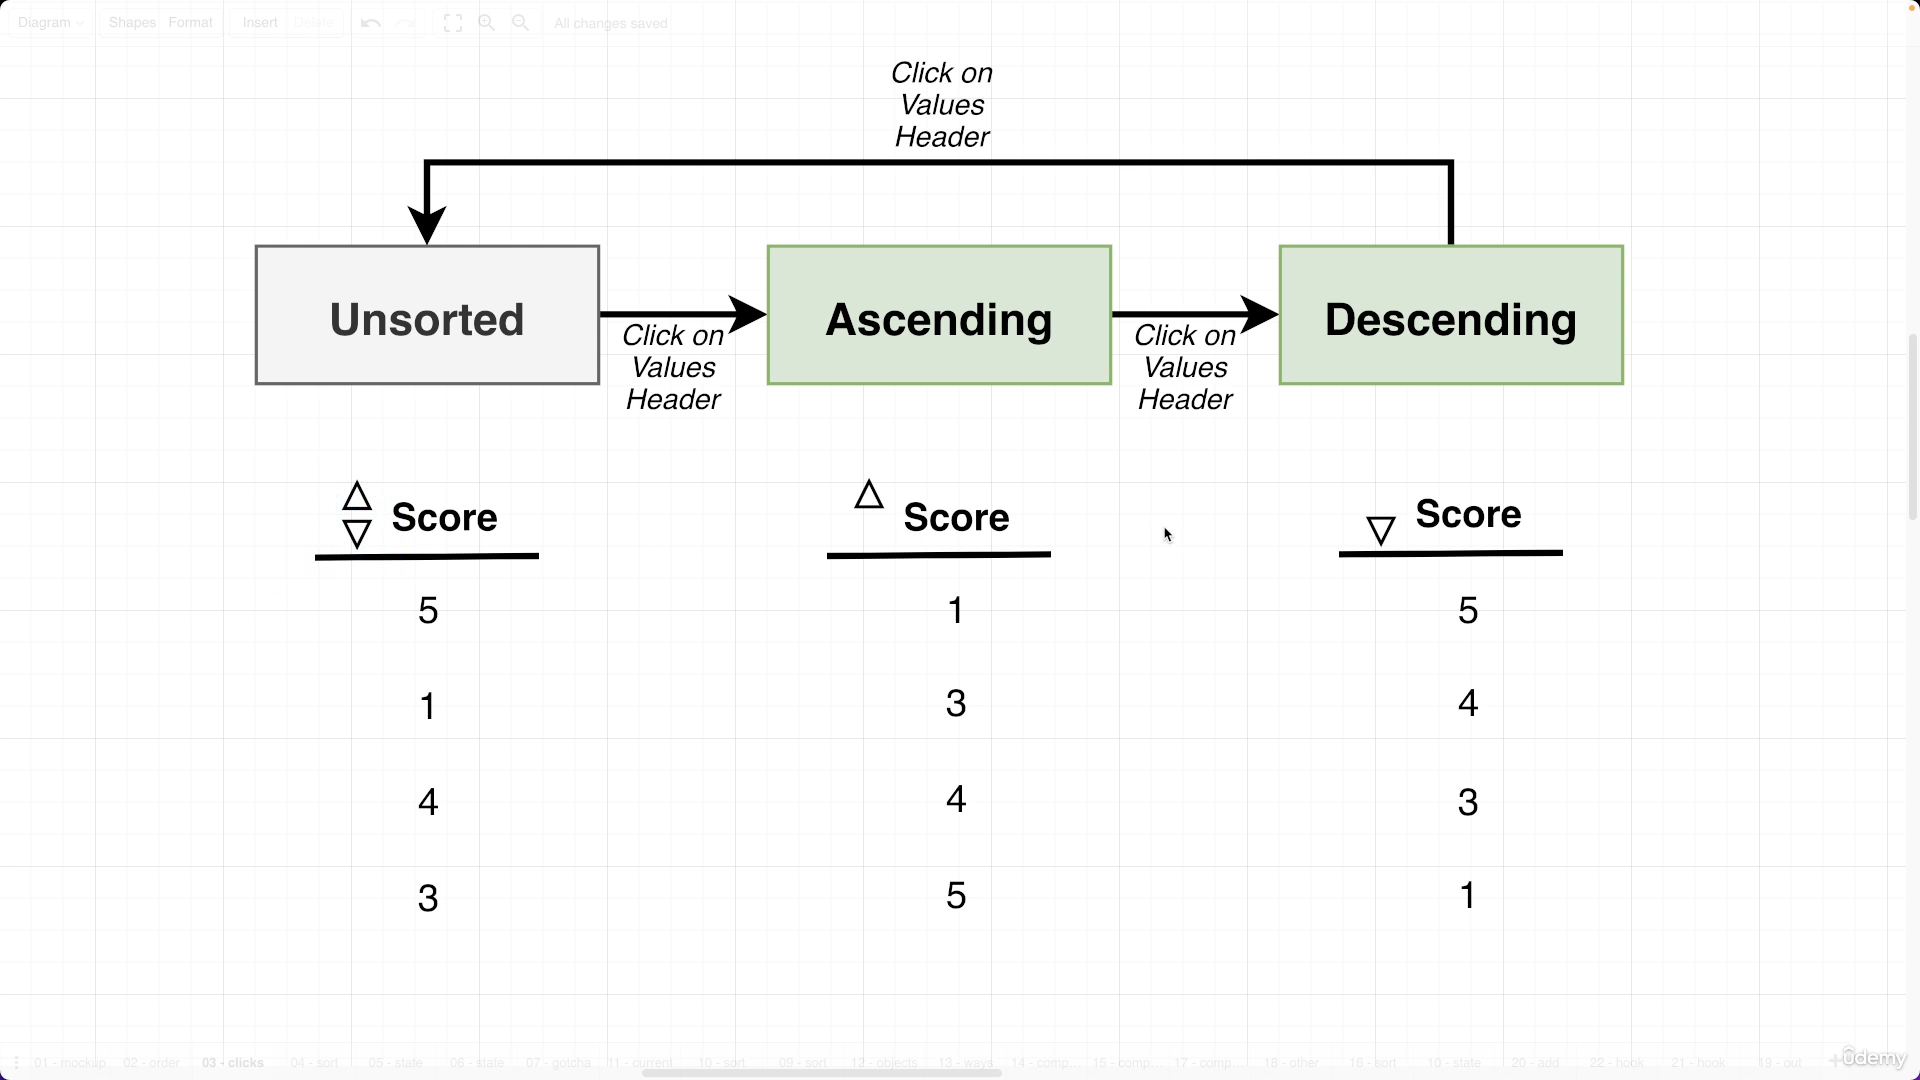 Diagram Shapes Format Insert Delete All changes saved
Click on
Values
Header
Unsorted
Click on
Values
Header
Ascending
Click on
Values
Header
Descending
Score
5
1
4
3
Score
1
3
4
5
Score
5
4
3
1
01 - mockup 02 - order 03 - clicks 04 - sort 05 - state 06 - state 07 - gotcha 11 - current 10 - sort 09 - sort 12 - objects 13 - ways 14 - comp... 15 - comp... 17 - comp... 18 - other 16 - sort 10 - state 20 - add 22 - hook 21 - hook 19 - out
ûdemy